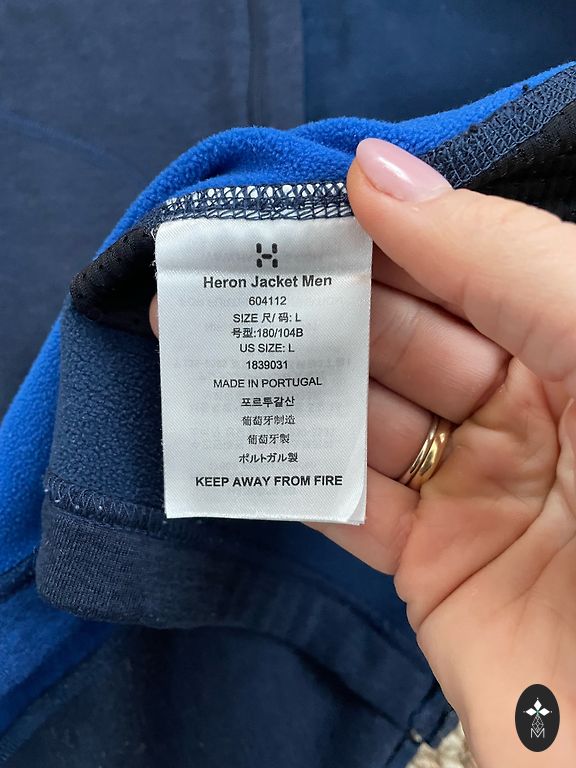 Heron Jacket Men
604112
SIZE 尺/ 码: L
号型:180/104B
US SIZE: L
1839031
MADE IN PORTUGAL
포르투갈산
葡萄牙制造
葡萄牙製
ポルトガル製
KEEP AWAY FROM FIRE
M